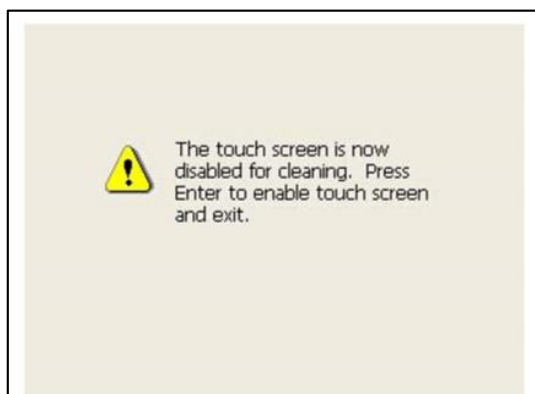 The touch screen is now
disabled for cleaning.  Press
Enter to enable touch screen
and exit.